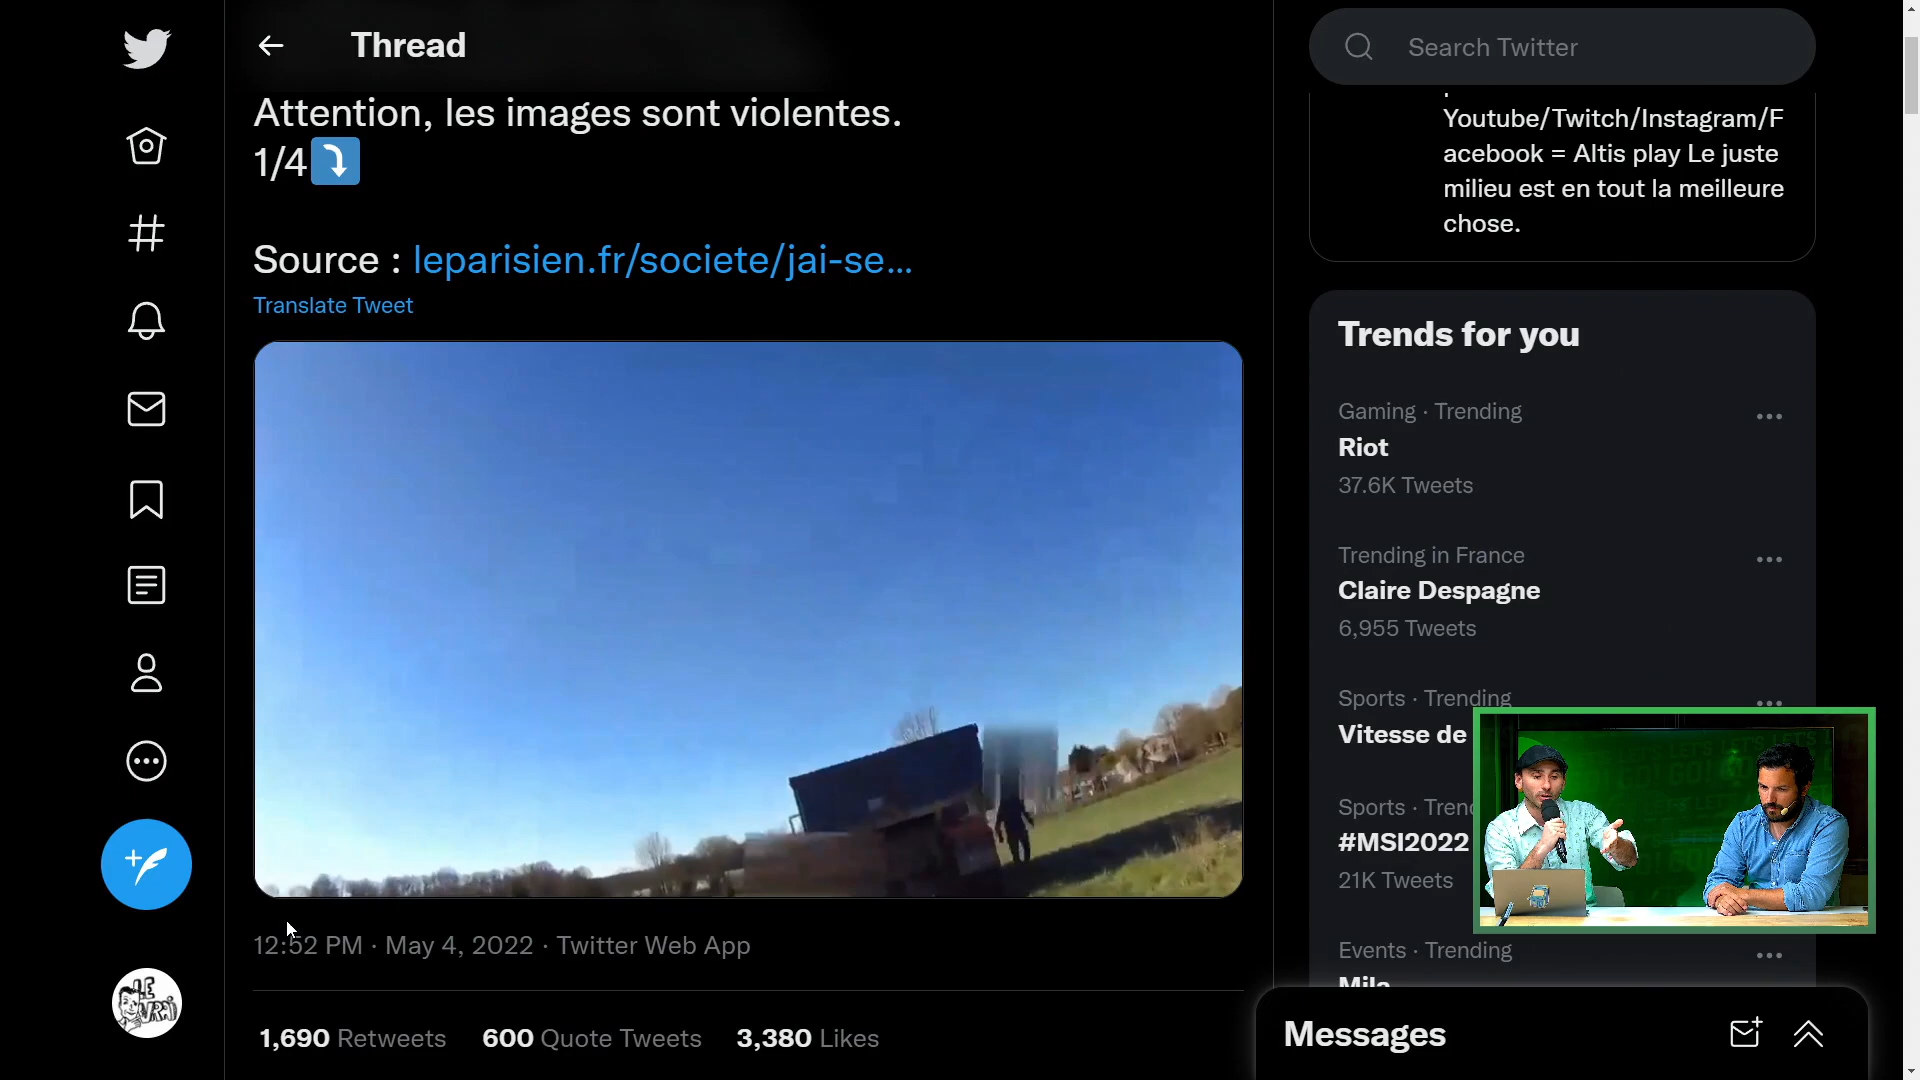 Thread
Attention, les images sont violentes.
1/4
Source : leparisien.fr/societe/jai-se...
Translate Tweet
12:52 PM · May 4, 2022 · Twitter Web App
1,690 Retweets 600 Quote Tweets 3,380 Likes
Search Twitter
Youtube/Twitch/Instagram/F
acebook = Altis play Le juste
milieu est en tout la meilleure
chose.
Trends for you
Gaming · Trending
Riot
37.6K Tweets
Trending in France
Claire Despagne
6,955 Tweets
Sports · Trending
Vitesse de
Sports ·
#MSI2022
21K Tweets
Events · Trending
Mila
Messages
LE
VRAI